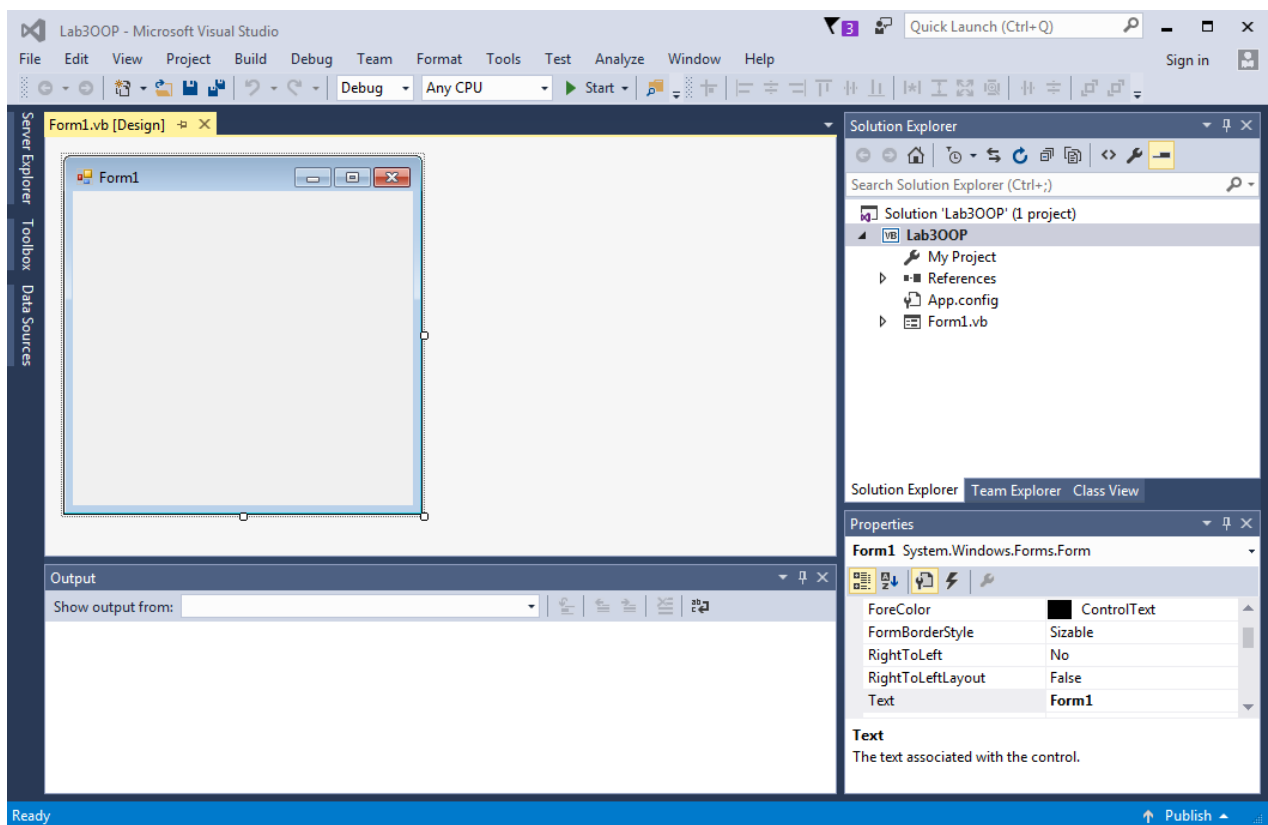 Lab3OOP - Microsoft Visual Studio
3
Quick Launch (Ctrl+Q)
File Edit View Project Build Debug Team Format Tools Test Analyze Window Help
Sign in
Debug Any CPU Start
Server Explorer
Toolbox
Data Sources
Form1.vb [Design]
Form1
Output
Show output from:
Solution Explorer
Search Solution Explorer (Ctrl+;)
Solution 'Lab3OOP' (1 project)
VB Lab3OOP
My Project
References
App.config
Form1.vb
Solution Explorer Team Explorer Class View
Properties
Form1 System.Windows.Forms.Form
ForeColor ControlText
FormBorderStyle Sizable
RightToLeft No
RightToLeftLayout False
Text Form1
Text
The text associated with the control.
Ready
Publish